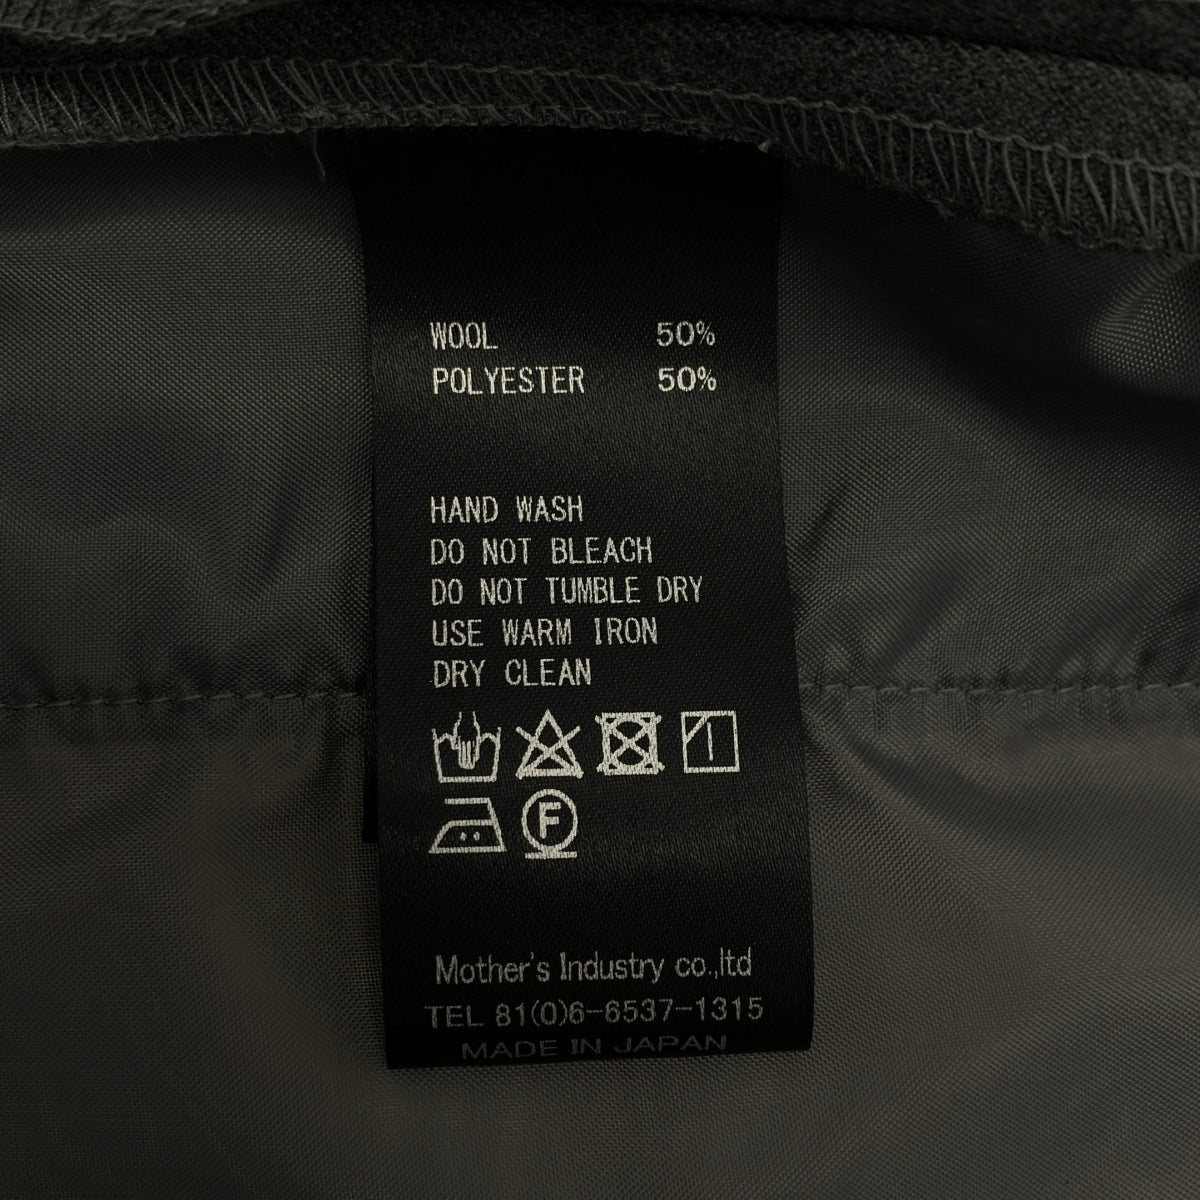 WOOL 50%
POLYESTER 50%
HAND WASH
DO NOT BLEACH
DO NOT TUMBLE DRY
USE WARM IRON
DRY CLEAN
F
Mother's Industry co.,ltd
TEL 81(0)6-6537-1315
MADE IN JAPAN